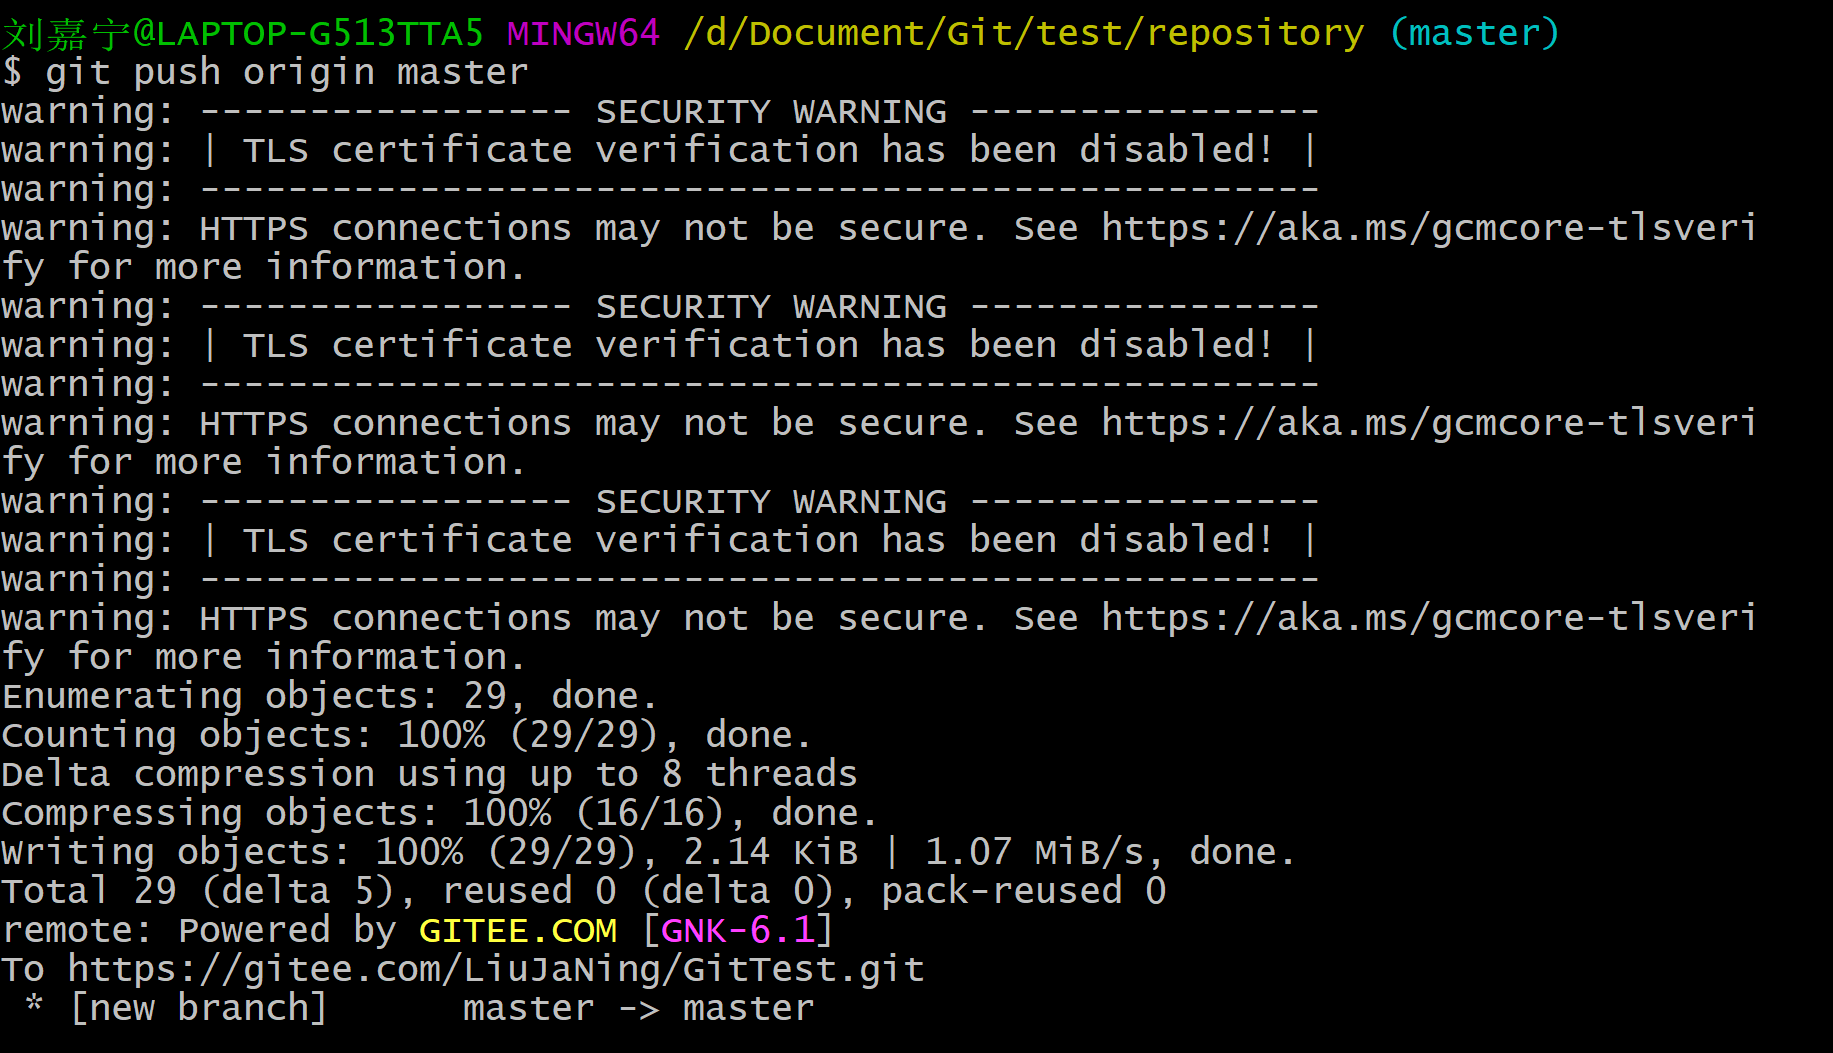 刘嘉宁@LAPTOP-G513TTA5 MINGW64 /d/Document/Git/test/repository (master)
$ git push origin master
warning: ----------------- SECURITY WARNING ----------------
warning: | TLS certificate verification has been disabled! |
warning: ---------------------------------------------------
warning: HTTPS connections may not be secure. See https://aka.ms/gcmcore-tlsveri
fy for more information.
warning: ----------------- SECURITY WARNING ----------------
warning: | TLS certificate verification has been disabled! |
warning: ---------------------------------------------------
warning: HTTPS connections may not be secure. See https://aka.ms/gcmcore-tlsveri
fy for more information.
warning: ----------------- SECURITY WARNING ----------------
warning: | TLS certificate verification has been disabled! |
warning: ---------------------------------------------------
warning: HTTPS connections may not be secure. See https://aka.ms/gcmcore-tlsveri
fy for more information.
Enumerating objects: 29, done.
Counting objects: 100% (29/29), done.
Delta compression using up to 8 threads
Compressing objects: 100% (16/16), done.
Writing objects: 100% (29/29), 2.14 KiB | 1.07 MiB/s, done.
Total 29 (delta 5), reused 0 (delta 0), pack-reused 0
remote: Powered by GITEE.COM [GNK-6.1]
To https://gitee.com/LiuJaNing/GitTest.git
 * [new branch]      master -> master